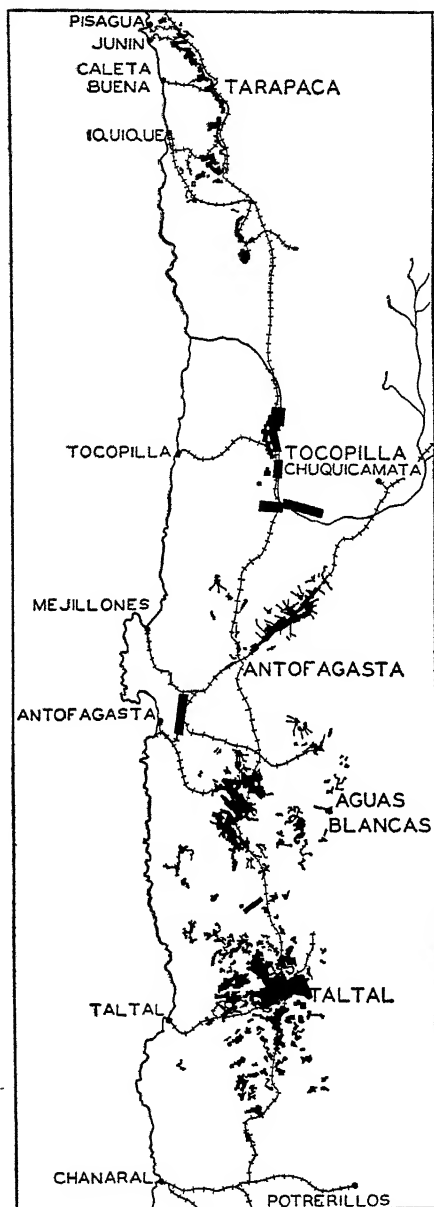 PISAGUA
JUNIN
CALETA
BUENA
TARAPACA
IQUIQUE
TOCOPILLA
TOCOPILLA
CHUQUICAMATA
MEJILLONES
ANTOFAGASTA
ANTOFAGASTA
AGUAS
BLANCAS
TALTAL
TALTAL
CHANARAL
POTRERILLOS